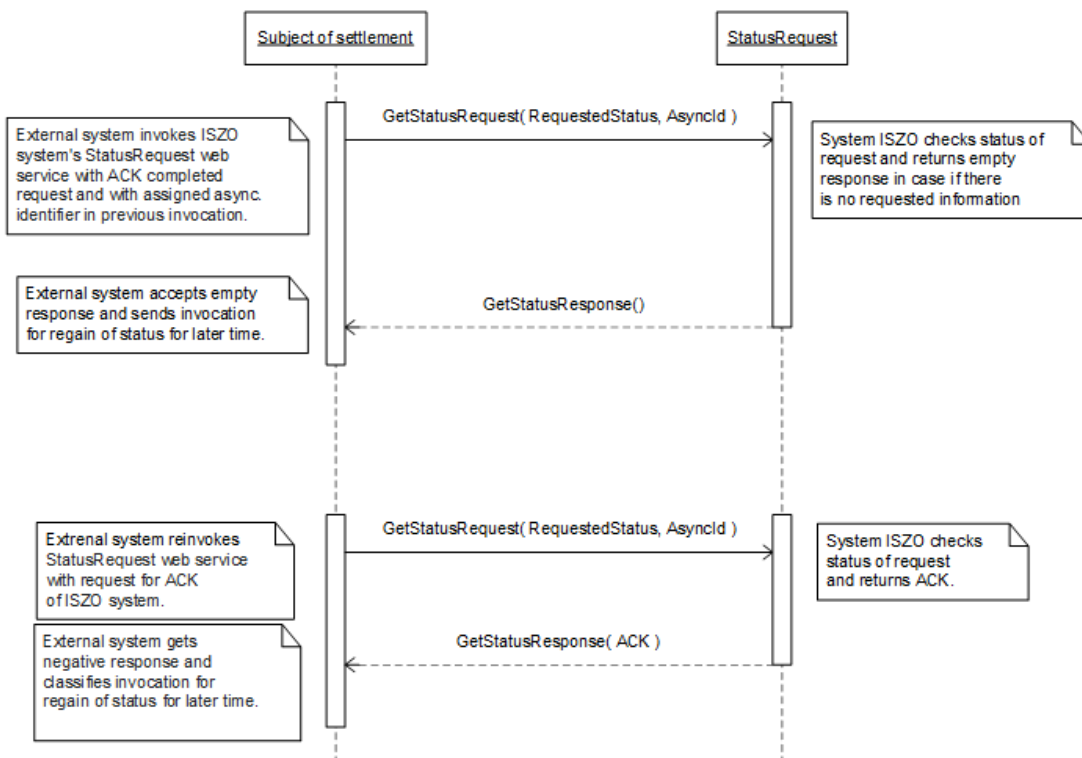 Subject of settlement
StatusRequest
GetStatusRequest( RequestedStatus, AsyncId )
External system invokes ISZO
system's StatusRequest web
service with ACK completed
request and with assigned async.
identifier in previous invocation.
System ISZO checks status of
request and returns empty
response in case if there
is no requested information
External system accepts empty
response and sends invocation
for regain of status for later time.
GetStatusResponse()
Extrenal system reinvokes
StatusRequest web service
with request for ACK
of ISZO system.
GetStatusRequest( RequestedStatus, AsyncId )
System ISZO checks
status of request
and returns ACK.
External system gets
negative response and
classifies invocation for
regain of status for later time.
GetStatusResponse( ACK )